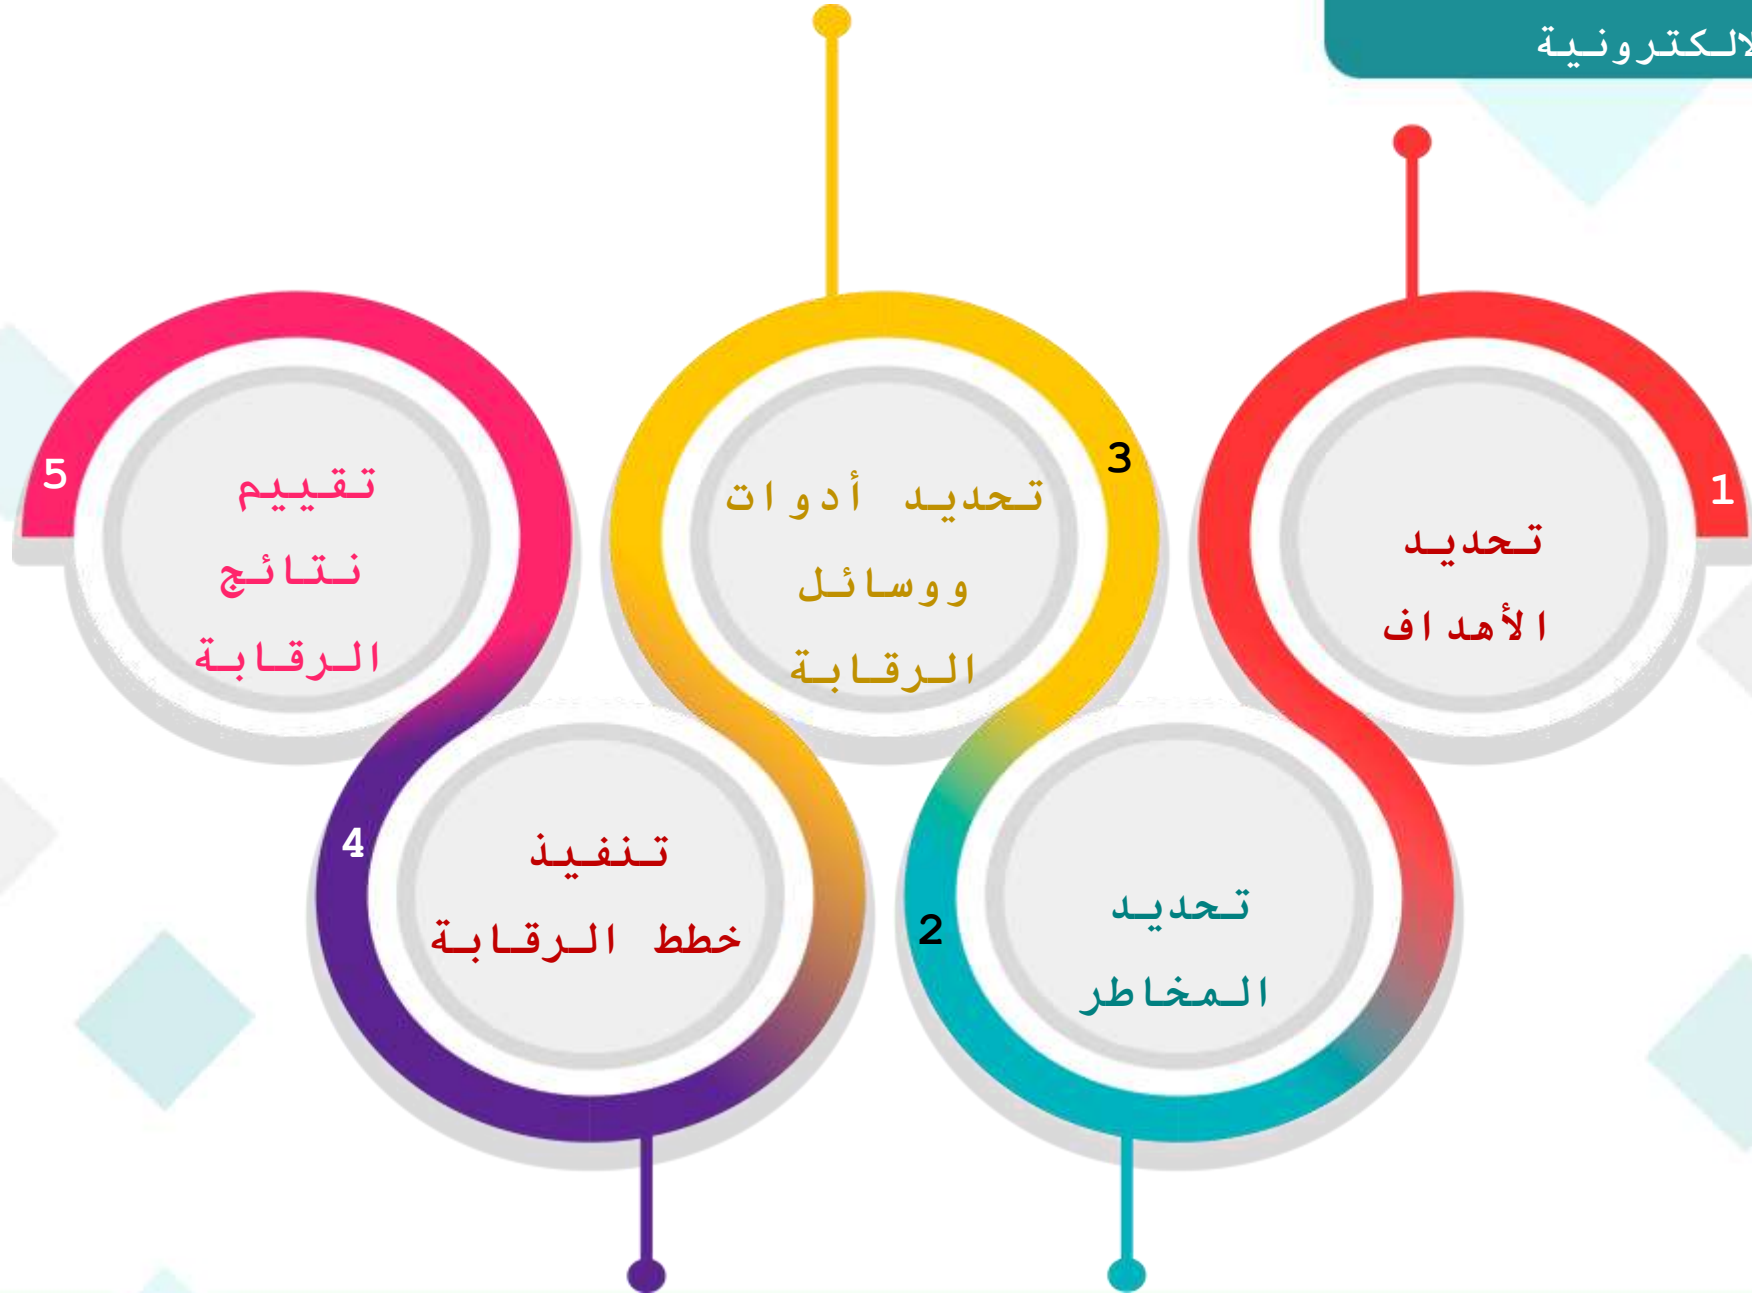 الالكترونية
1
تحديد
الأهداف
2
تحديد
المخاطر
3
تحديد أدوات
ووسائل
الرقابة
4
تنفيذ
خطط الرقابة
5
تقييم
نتائج
الرقابة